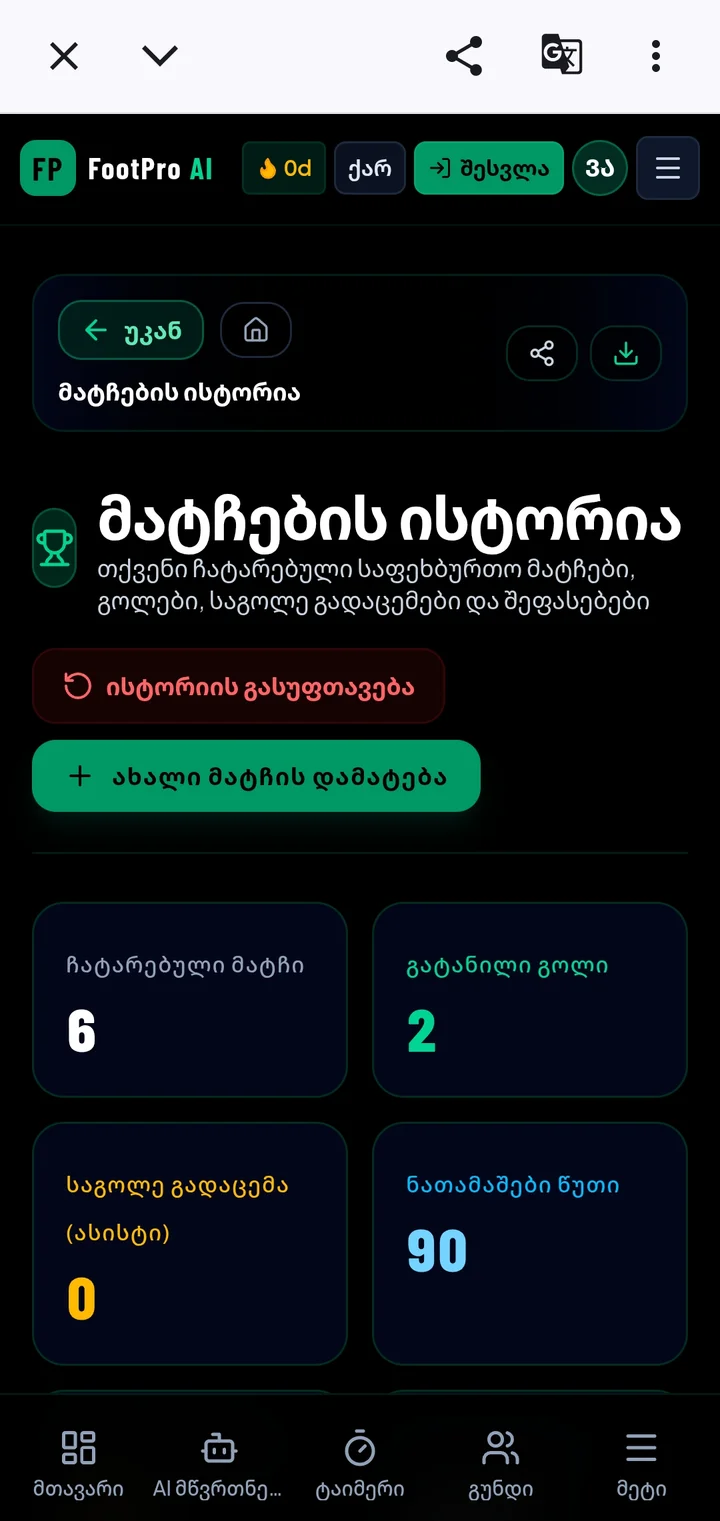 FP FootPro AI 0d ქარ შესვლა ვა
უკან
მატჩების ისტორია
მატჩების ისტორია
თქვენი ჩატარებული საფეხბურთო მატჩები,
გოლები, საგოლე გადაცემები და შეფასებები
ისტორიის გასუფთავება
+ ახალი მატჩის დამატება
ჩატარებული მატჩი
6
გატანილი გოლი
2
საგოლე გადაცემა
(ასისტი)
0
ნათამაშები წუთი
90
მთავარი AI მწვრთნე... ტაიმერი გუნდი მეტი